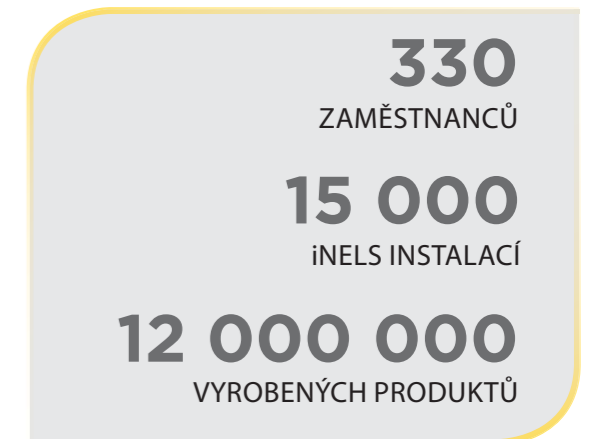 330
ZAMĚSTNANCŮ
15 000
iNELS INSTALACÍ
12 000 000
VYROBENÝCH PRODUKTŮ